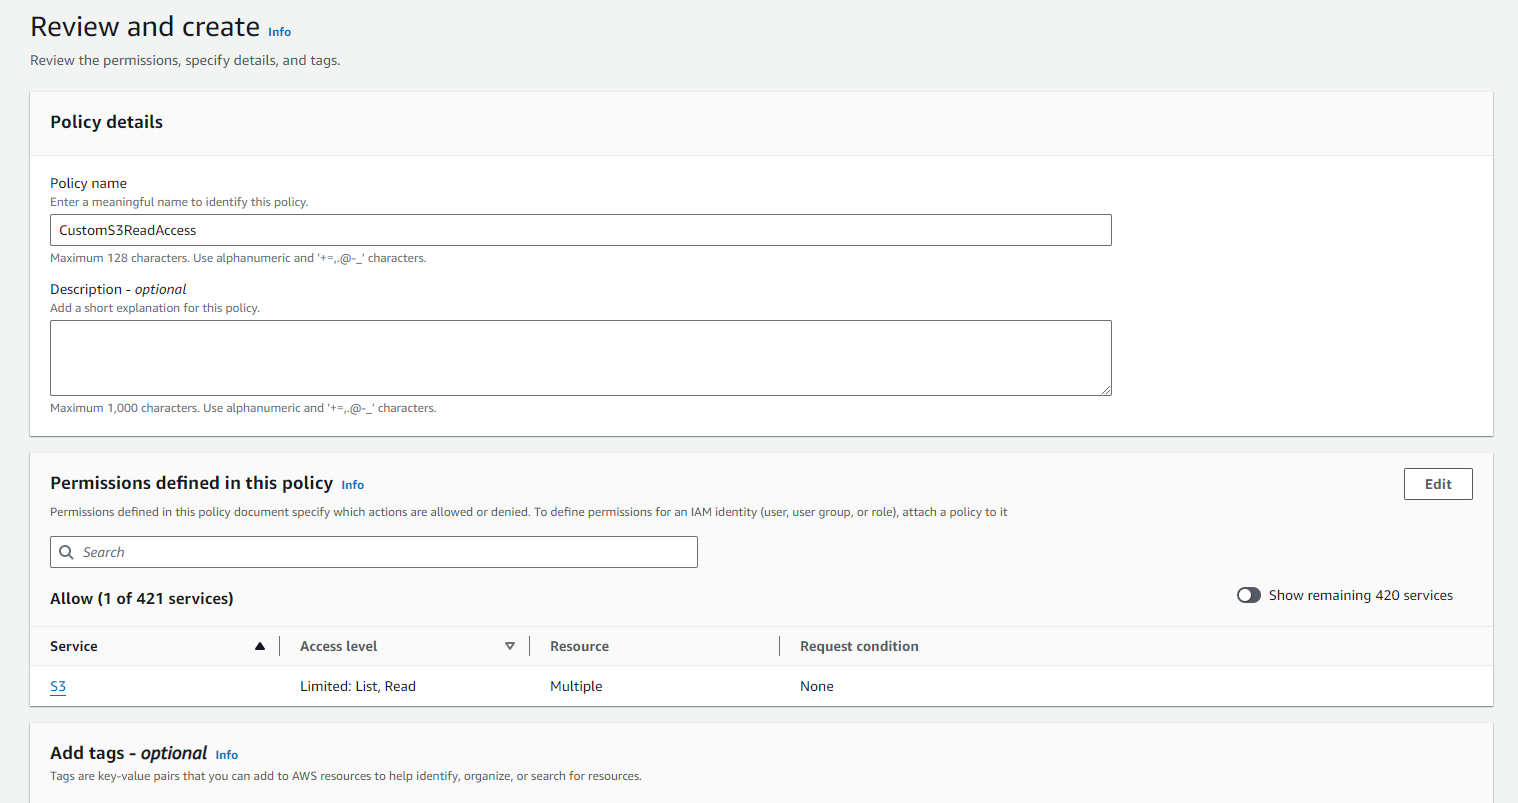 Review and create Info
Review the permissions, specify details, and tags.
Policy details
Policy name
Enter a meaningful name to identify this policy.
CustomS3ReadAccess
Maximum 128 characters. Use alphanumeric and '+=,.@-_' characters.
Description - optional
Add a short explanation for this policy.
Maximum 1,000 characters. Use alphanumeric and '+=,.@-_' characters.
Permissions defined in this policy Info
Edit
Permissions defined in this policy document specify which actions are allowed or denied. To define permissions for an IAM identity (user, user group, or role), attach a policy to it
Search
Allow (1 of 421 services)
Show remaining 420 services
Service Access level Resource Request condition
S3 Limited: List, Read Multiple None
Add tags - optional Info
Tags are key-value pairs that you can add to AWS resources to help identify, organize, or search for resources.